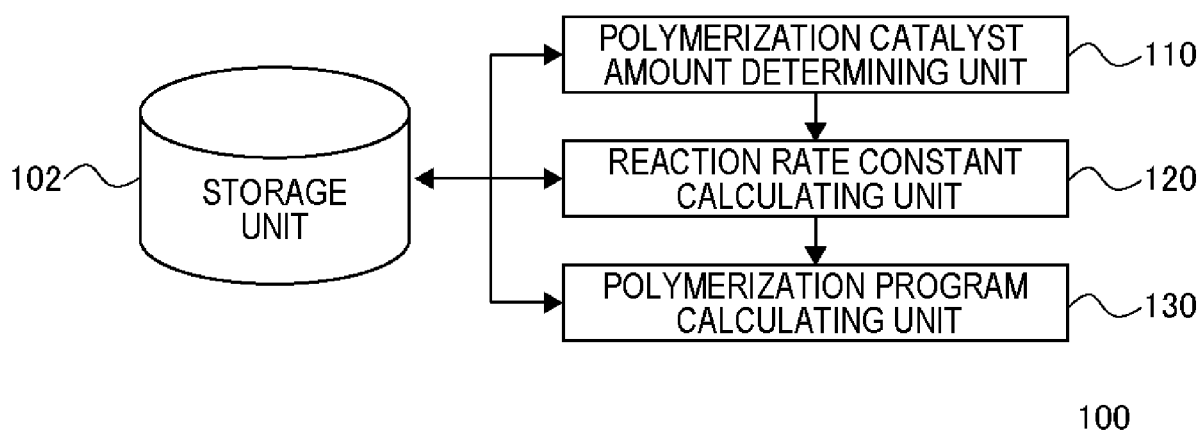 POLYMERIZATION CATALYST
AMOUNT DETERMINING UNIT
110
102
STORAGE
UNIT
REACTION RATE CONSTANT
CALCULATING UNIT
120
POLYMERIZATION PROGRAM
CALCULATING UNIT
130
100